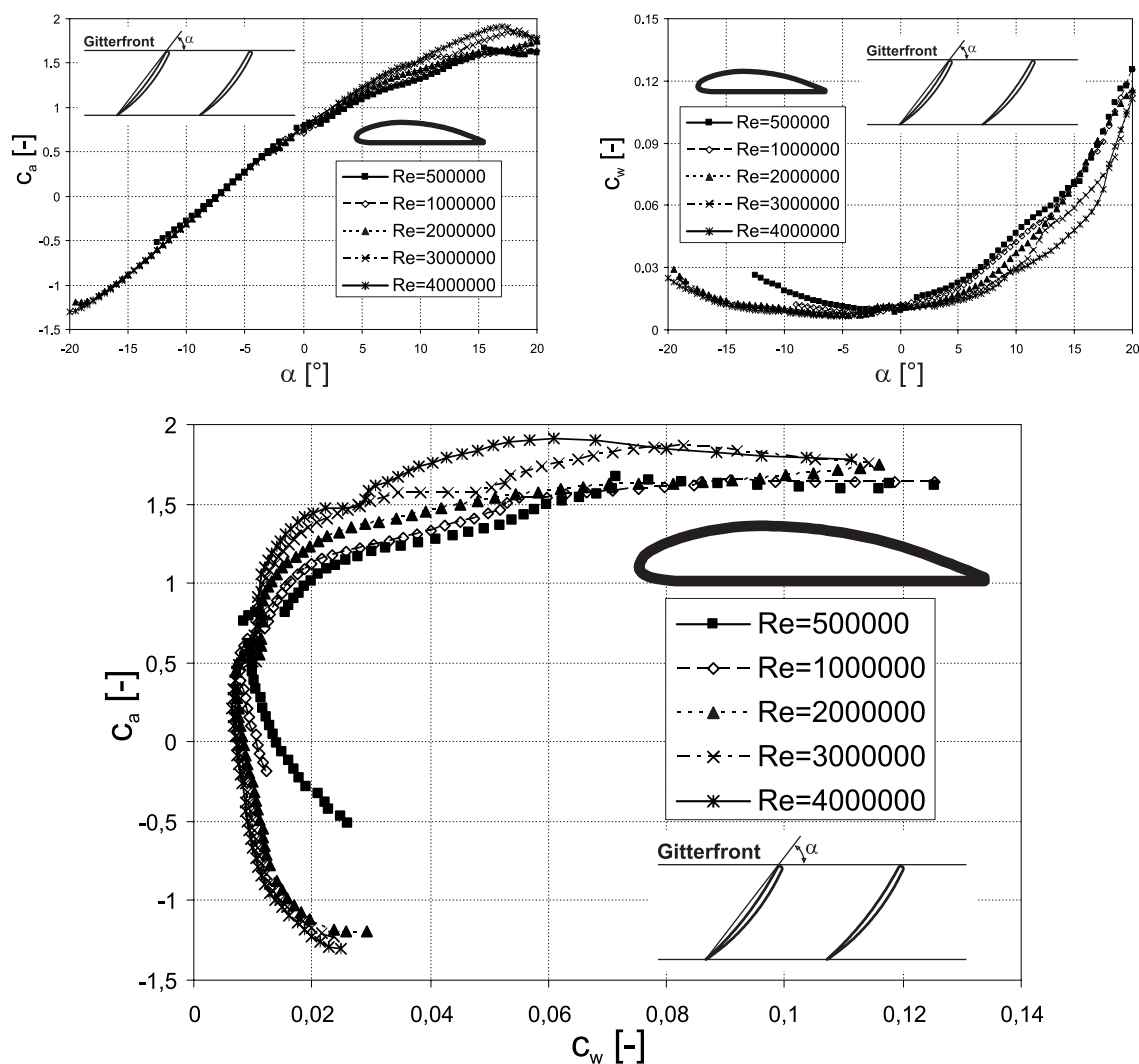 2
1.5
1
0.5
0
-0.5
-1
-1.5
-20 -15 -10 -5 0 5 10 15 20
c_a [-]
α [°]
Gitterfront
α
Re=500000
Re=1000000
Re=2000000
Re=3000000
Re=4000000
0.15
0.12
0.09
0.06
0.03
0
-20 -15 -10 -5 0 5 10 15 20
c_w [-]
α [°]
Gitterfront
α
Re=500000
Re=1000000
Re=2000000
Re=3000000
Re=4000000
2
1,5
1
0,5
0
-0,5
-1
-1,5
0 0,02 0,04 0,06 0,08 0,1 0,12 0,14
c_a [-]
c_w [-]
Re=500000
Re=1000000
Re=2000000
Re=3000000
Re=4000000
Gitterfront
α